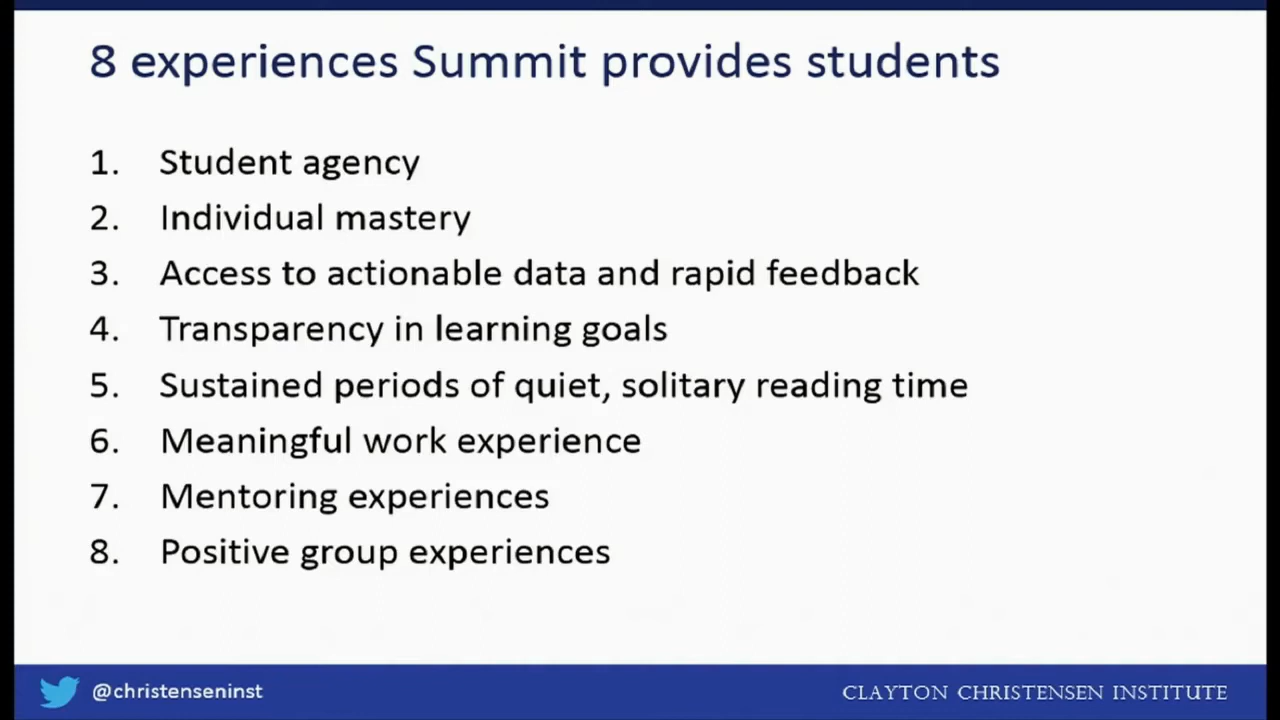 8 experiences Summit provides students
1. Student agency
2. Individual mastery
3. Access to actionable data and rapid feedback
4. Transparency in learning goals
5. Sustained periods of quiet, solitary reading time
6. Meaningful work experience
7. Mentoring experiences
8. Positive group experiences
@christenseninst
CLAYTON CHRISTENSEN INSTITUTE